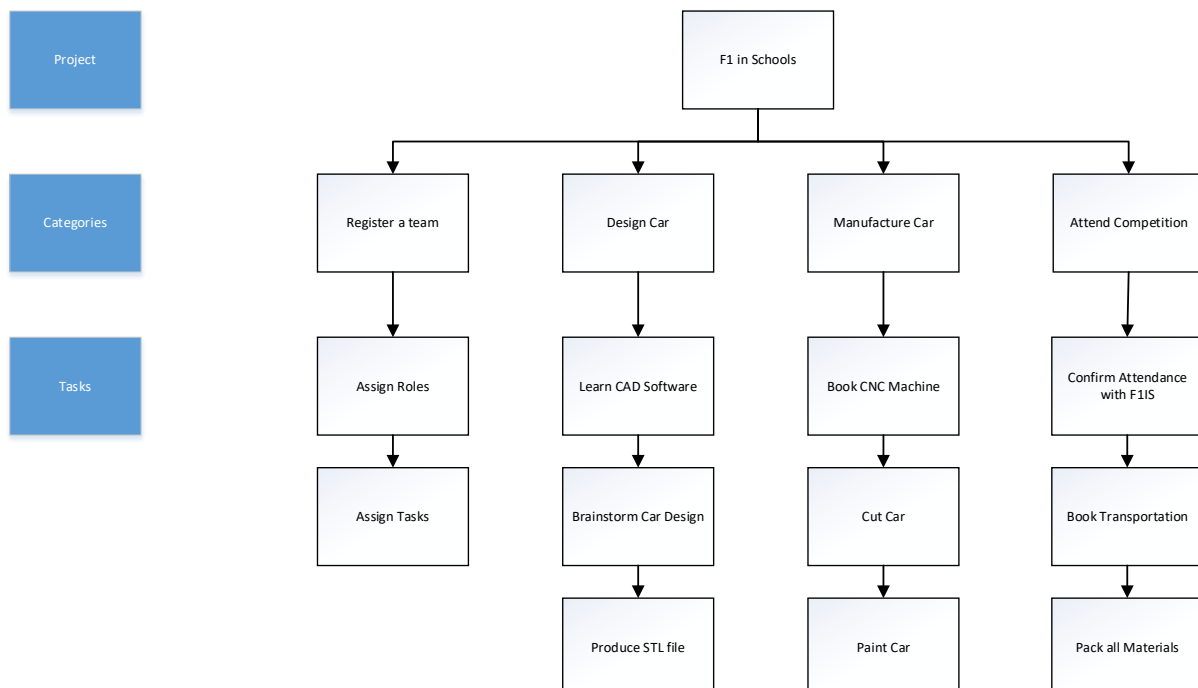 Project
F1 in Schools
Categories
Register a team
Design Car
Manufacture Car
Attend Competition
Tasks
Assign Roles
Learn CAD Software
Book CNC Machine
Confirm Attendance
with F1IS
Assign Tasks
Brainstorm Car Design
Cut Car
Book Transportation
Produce STL file
Paint Car
Pack all Materials